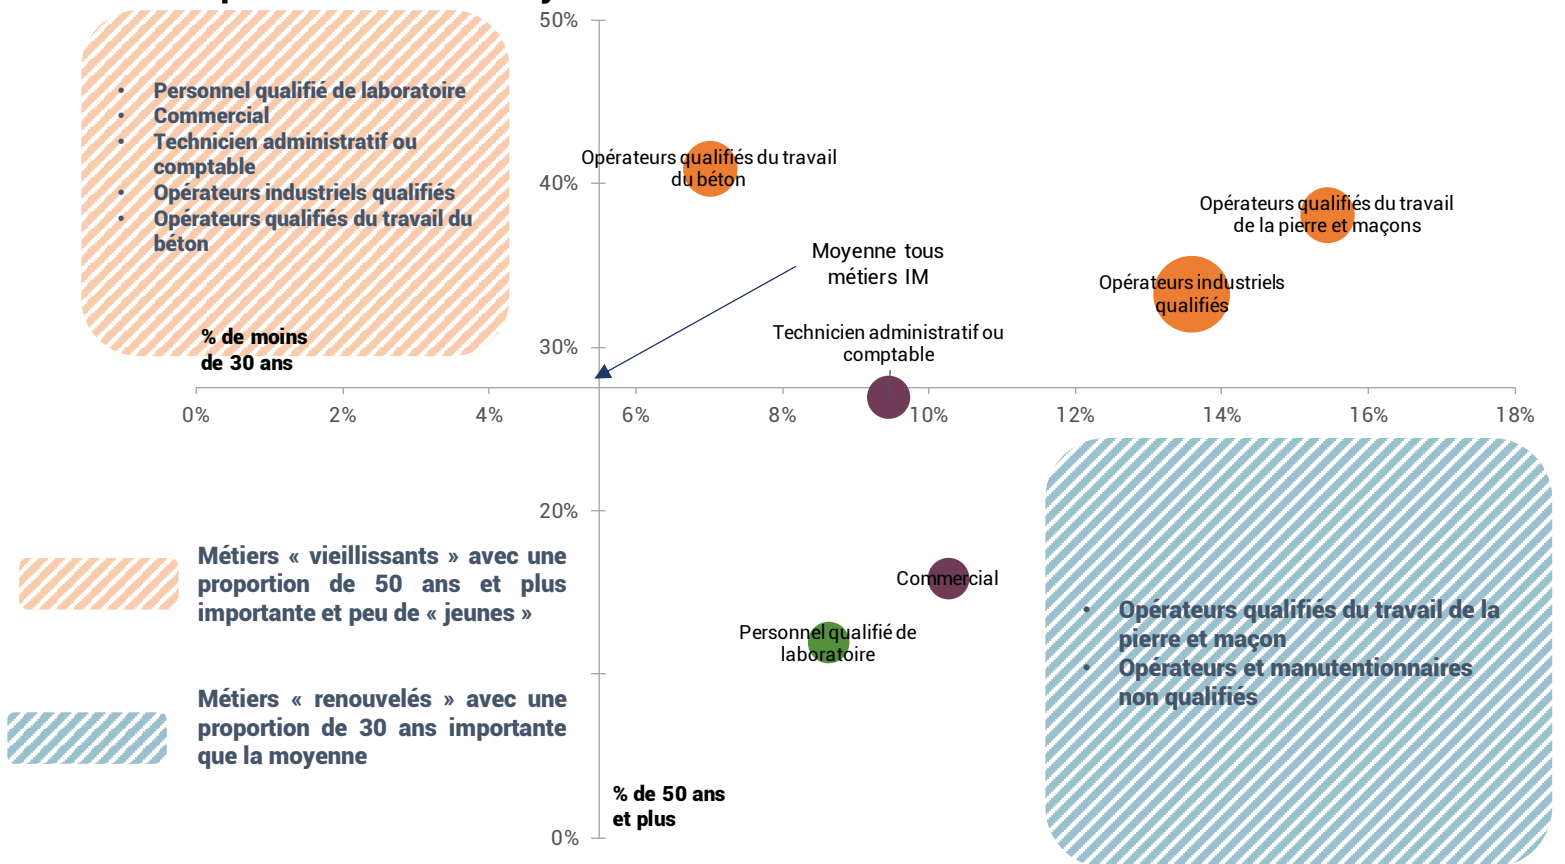 50%
• Personnel qualifié de laboratoire
• Commercial
• Technicien administratif ou
comptable
• Opérateurs industriels qualifiés
• Opérateurs qualifiés du travail du
béton
Opérateurs qualifiés du travail
du béton
40%
Opérateurs qualifiés du travail
de la pierre et maçons
Moyenne tous
métiers IM
Opérateurs industriels
qualifiés
Technicien administratif ou
comptable
30%
% de moins
de 30 ans
0% 2% 4% 6% 8% 10% 12% 14% 16% 18%
20%
Métiers « vieillissants » avec une
proportion de 50 ans et plus
importante et peu de « jeunes »
Commercial
Personnel qualifié de
laboratoire
• Opérateurs qualifiés du travail de la
pierre et maçon
• Opérateurs et manutentionnaires
non qualifiés
Métiers « renouvelés » avec une
proportion de 30 ans importante
que la moyenne
% de 50 ans
et plus
0%